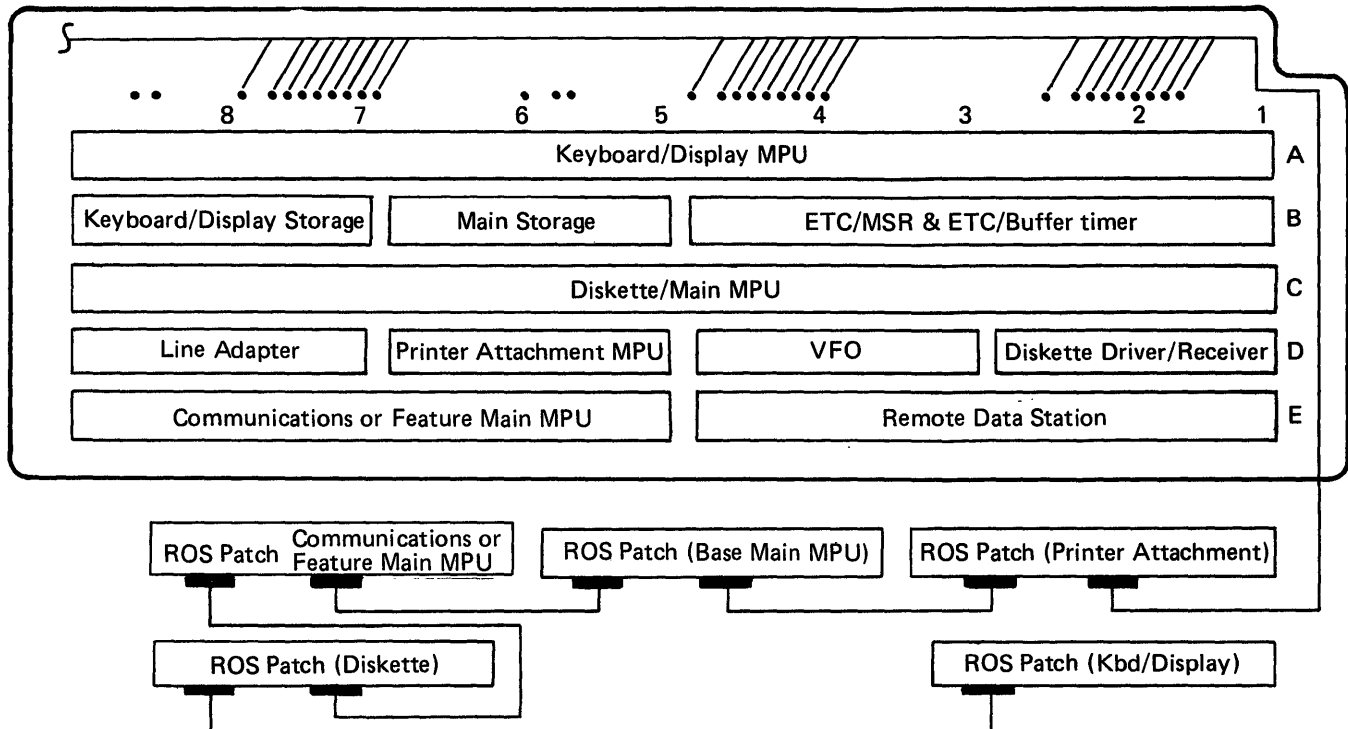 8 7 6 5 4 3 2 1
Keyboard/Display MPU A
Keyboard/Display Storage Main Storage ETC/MSR & ETC/Buffer timer B
Diskette/Main MPU C
Line Adapter Printer Attachment MPU VFO Diskette Driver/Receiver D
Communications or Feature Main MPU Remote Data Station E
ROS Patch Communications or
Feature Main MPU
ROS Patch (Base Main MPU)
ROS Patch (Printer Attachment)
ROS Patch (Diskette)
ROS Patch (Kbd/Display)